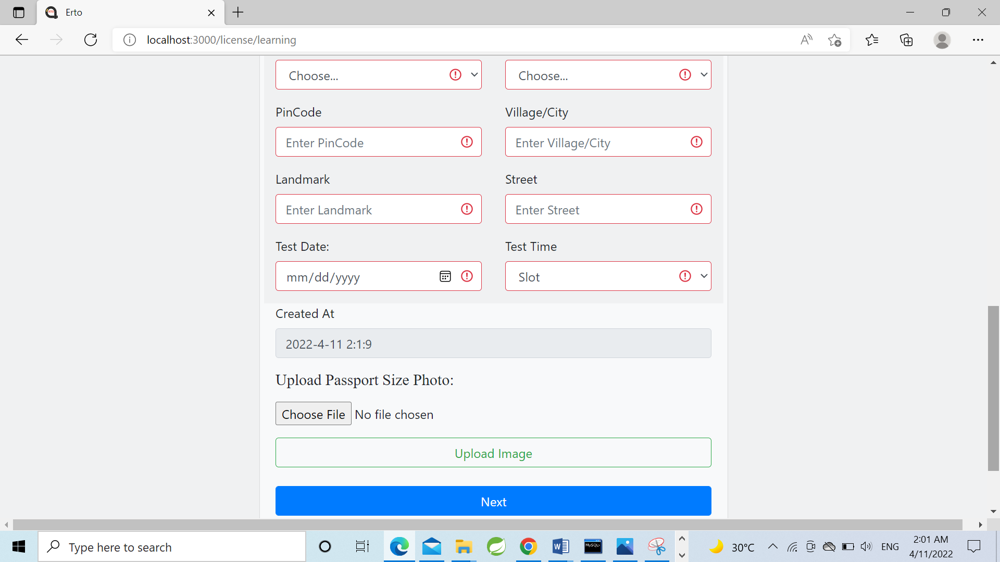 Erto
localhost:3000/license/learning
Choose... Choose...
PinCode Village/City
Enter PinCode Enter Village/City
Landmark Street
Enter Landmark Enter Street
Test Date: Test Time
mm/dd/yyyy Slot
Created At
2022-4-11 2:1:9
Upload Passport Size Photo:
Choose File No file chosen
Upload Image
Next
Type here to search
MySQL
30°C
ENG
2:01 AM
4/11/2022